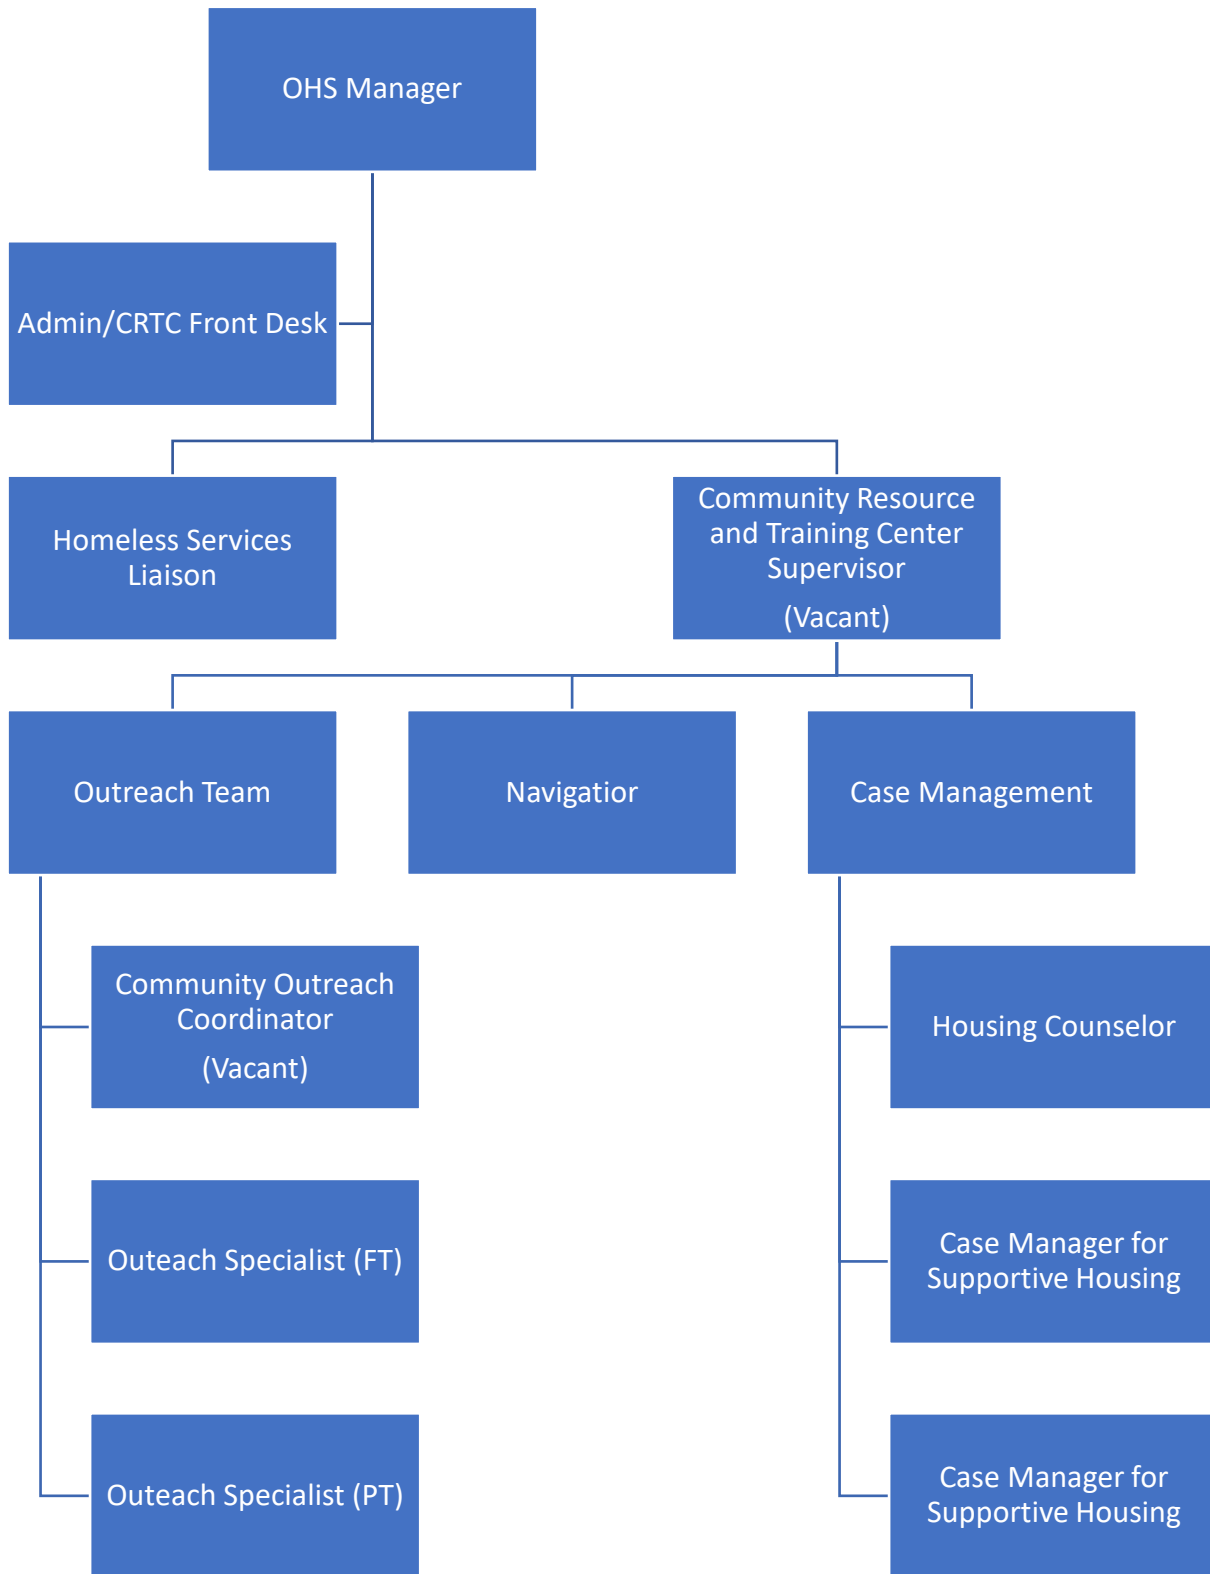 OHS Manager
Admin/CRTC Front Desk
Homeless Services
Liaison
Community Resource
and Training Center
Supervisor
(Vacant)
Outreach Team
Navigatior
Case Management
Community Outreach
Coordinator
(Vacant)
Outeach Specialist (FT)
Outeach Specialist (PT)
Housing Counselor
Case Manager for
Supportive Housing
Case Manager for
Supportive Housing